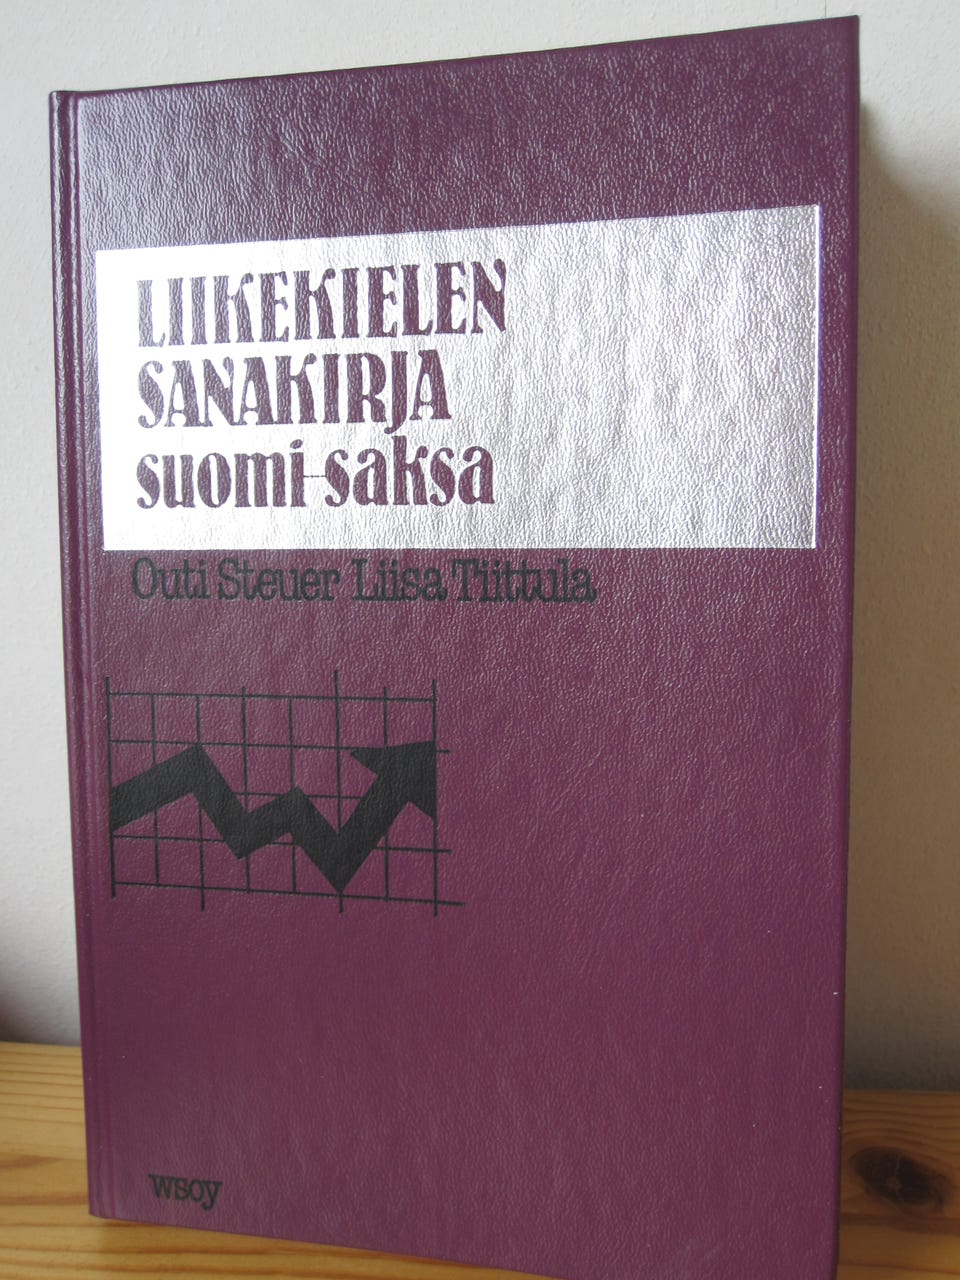 LIIKEKIELEN
SANAKIRJA
suomi-saksa
Outi Steuer Liisa Tiittula
wsoy